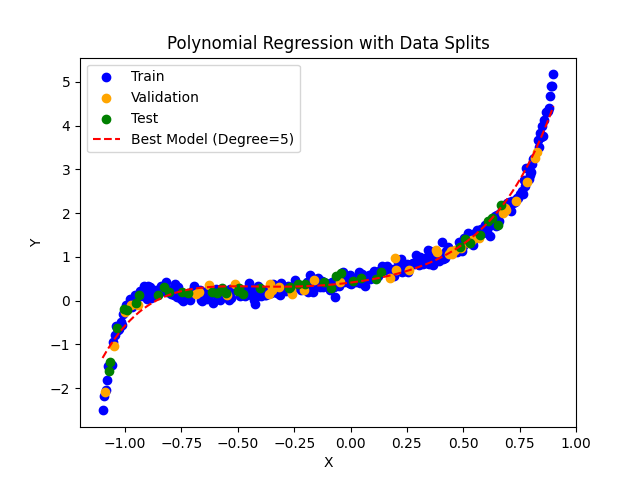 Polynomial Regression with Data Splits
Train
Validation
Test
Best Model (Degree=5)
5
4
3
2
1
0
−1
−2
Y
−1.00 −0.75 −0.50 −0.25 0.00 0.25 0.50 0.75 1.00
X